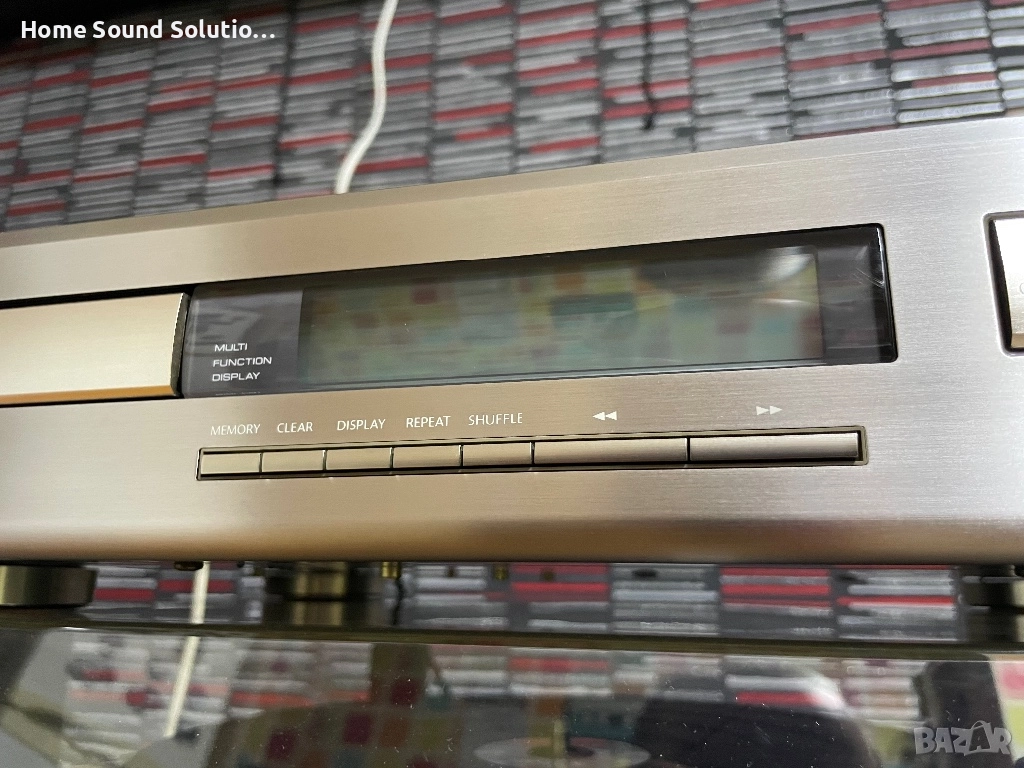 Home Sound Solutio...
MULTI
FUNCTION
DISPLAY
MEMORY CLEAR DISPLAY REPEAT SHUFFLE
BAZAR